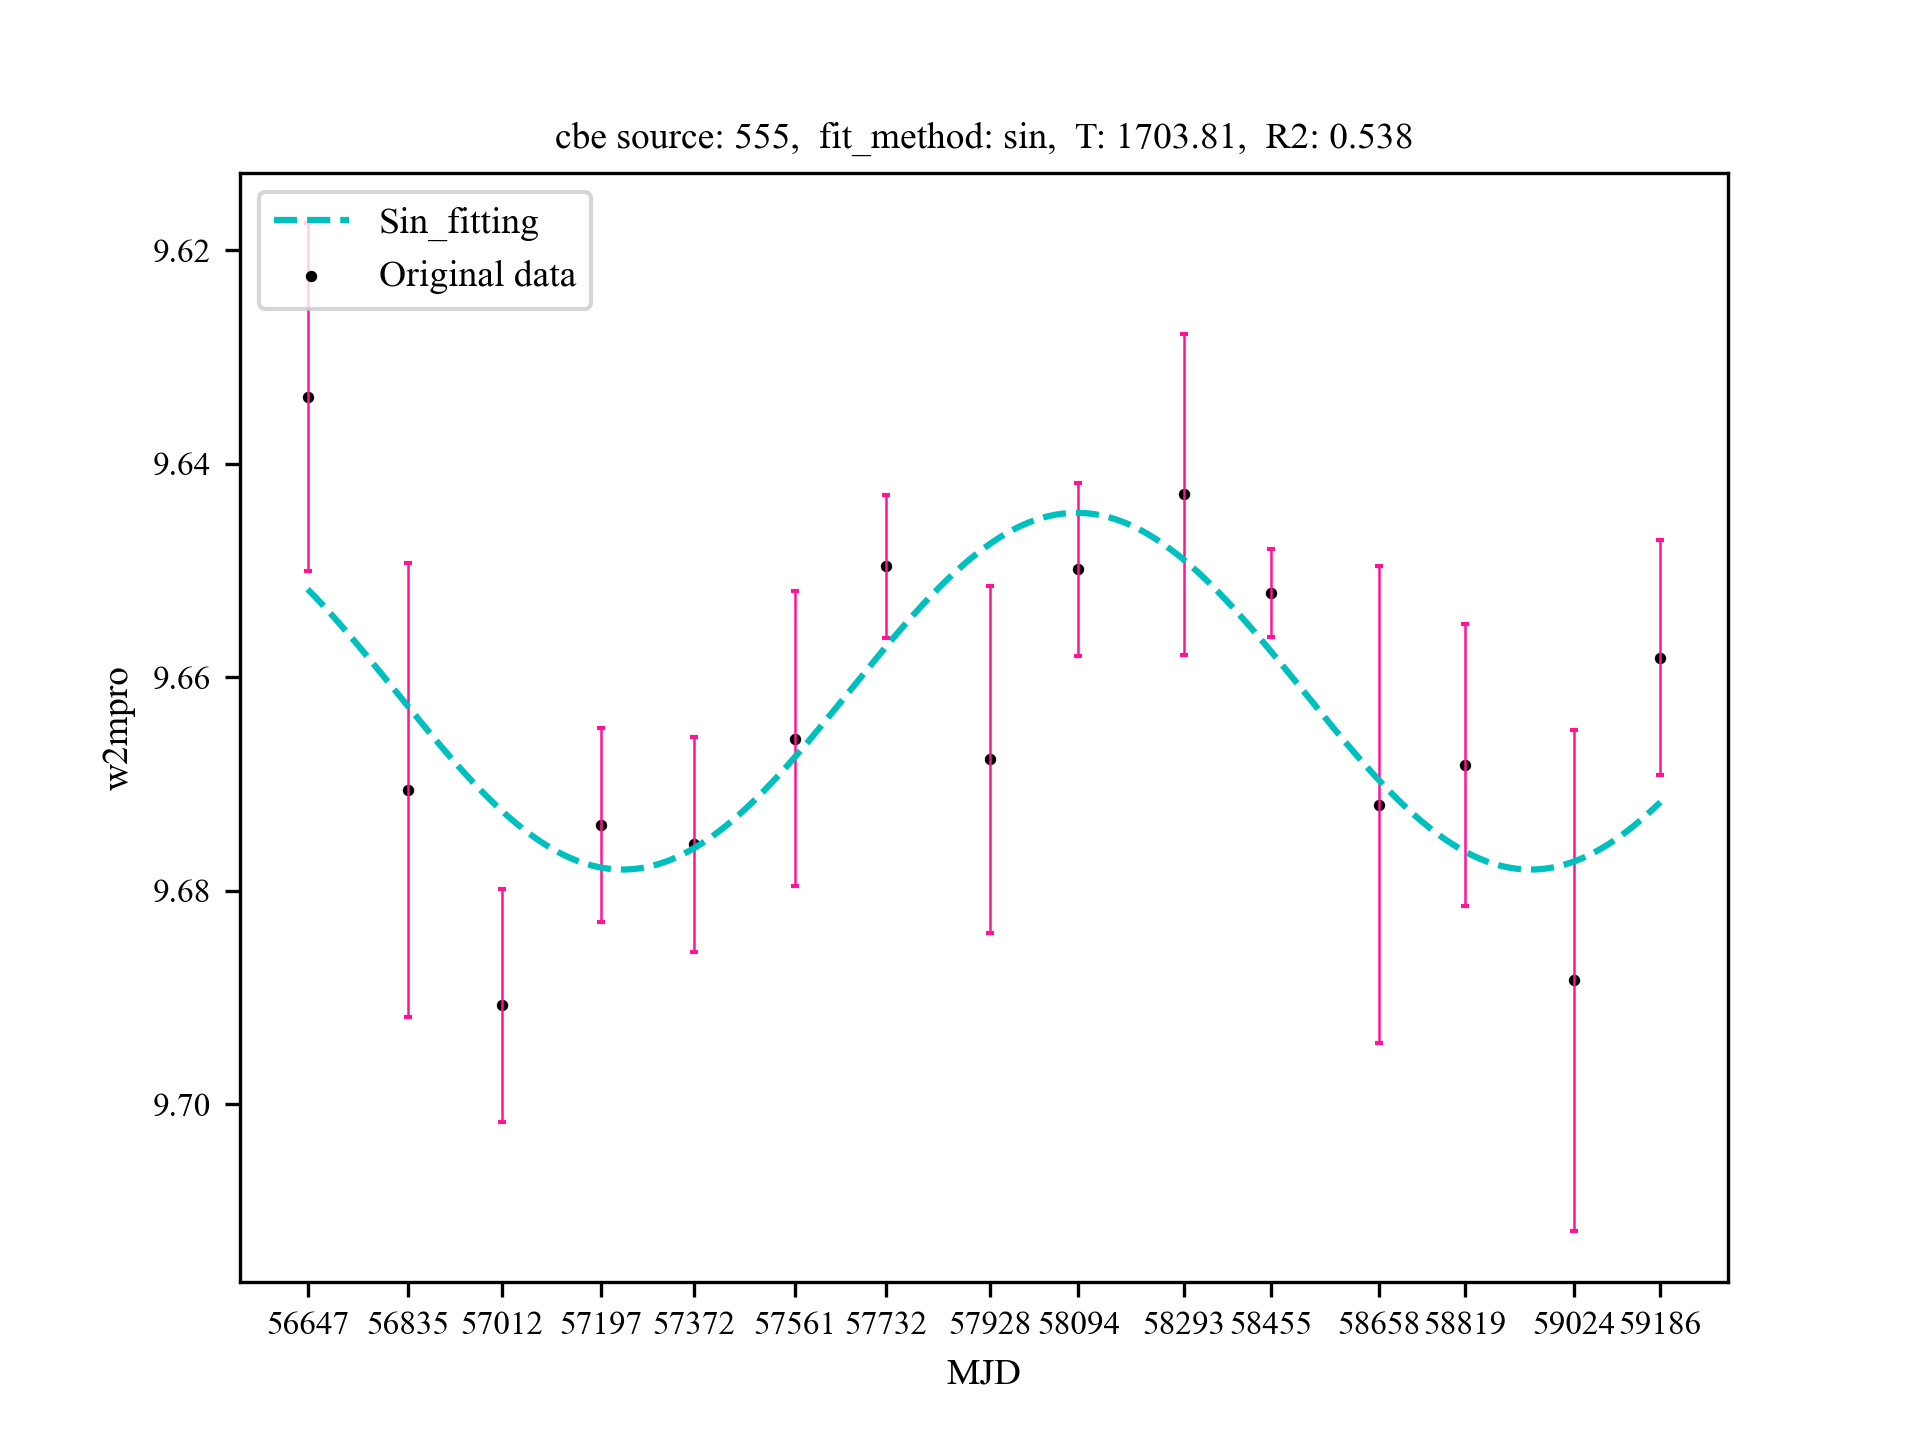 cbe source: 555,  fit_method: sin,  T: 1703.81,  R2: 0.538
Sin_fitting
Original data
9.62
9.64
9.66
9.68
9.70
w2mpro
56647 56835 57012 57197 57372 57561 57732 57928 58094 58293 58455 58658 58819 59024 59186
MJD